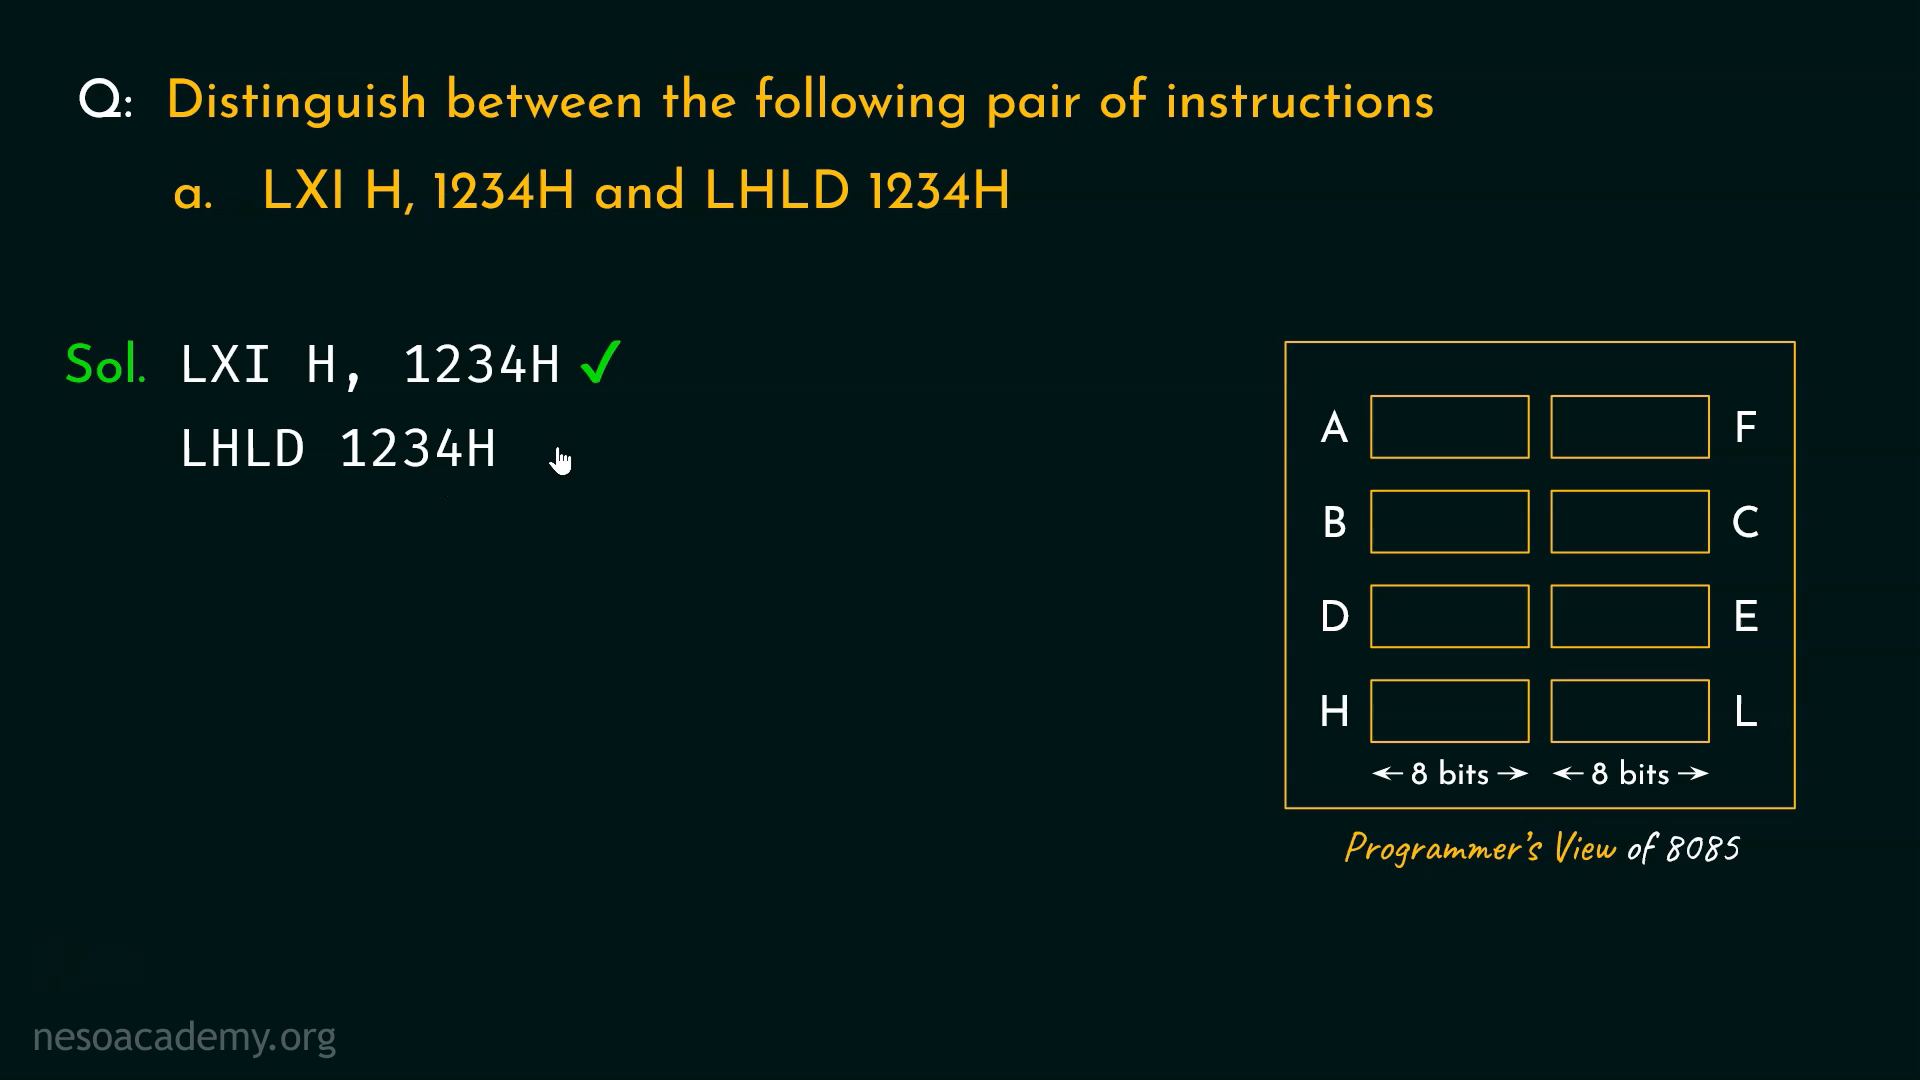 Q: Distinguish between the following pair of instructions
a. LXI H, 1234H and LHLD 1234H
Sol. LXI H, 1234H ✓
LHLD 1234H
A F
B C
D E
H L
←8 bits→ ←8 bits→
Programmer's View of 8085
nesoacademy.org